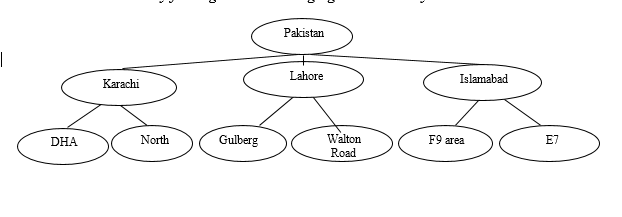 Pakistan
Karachi
Lahore
Islamabad
DHA
North
Gulberg
Walton
Road
F9 area
E7